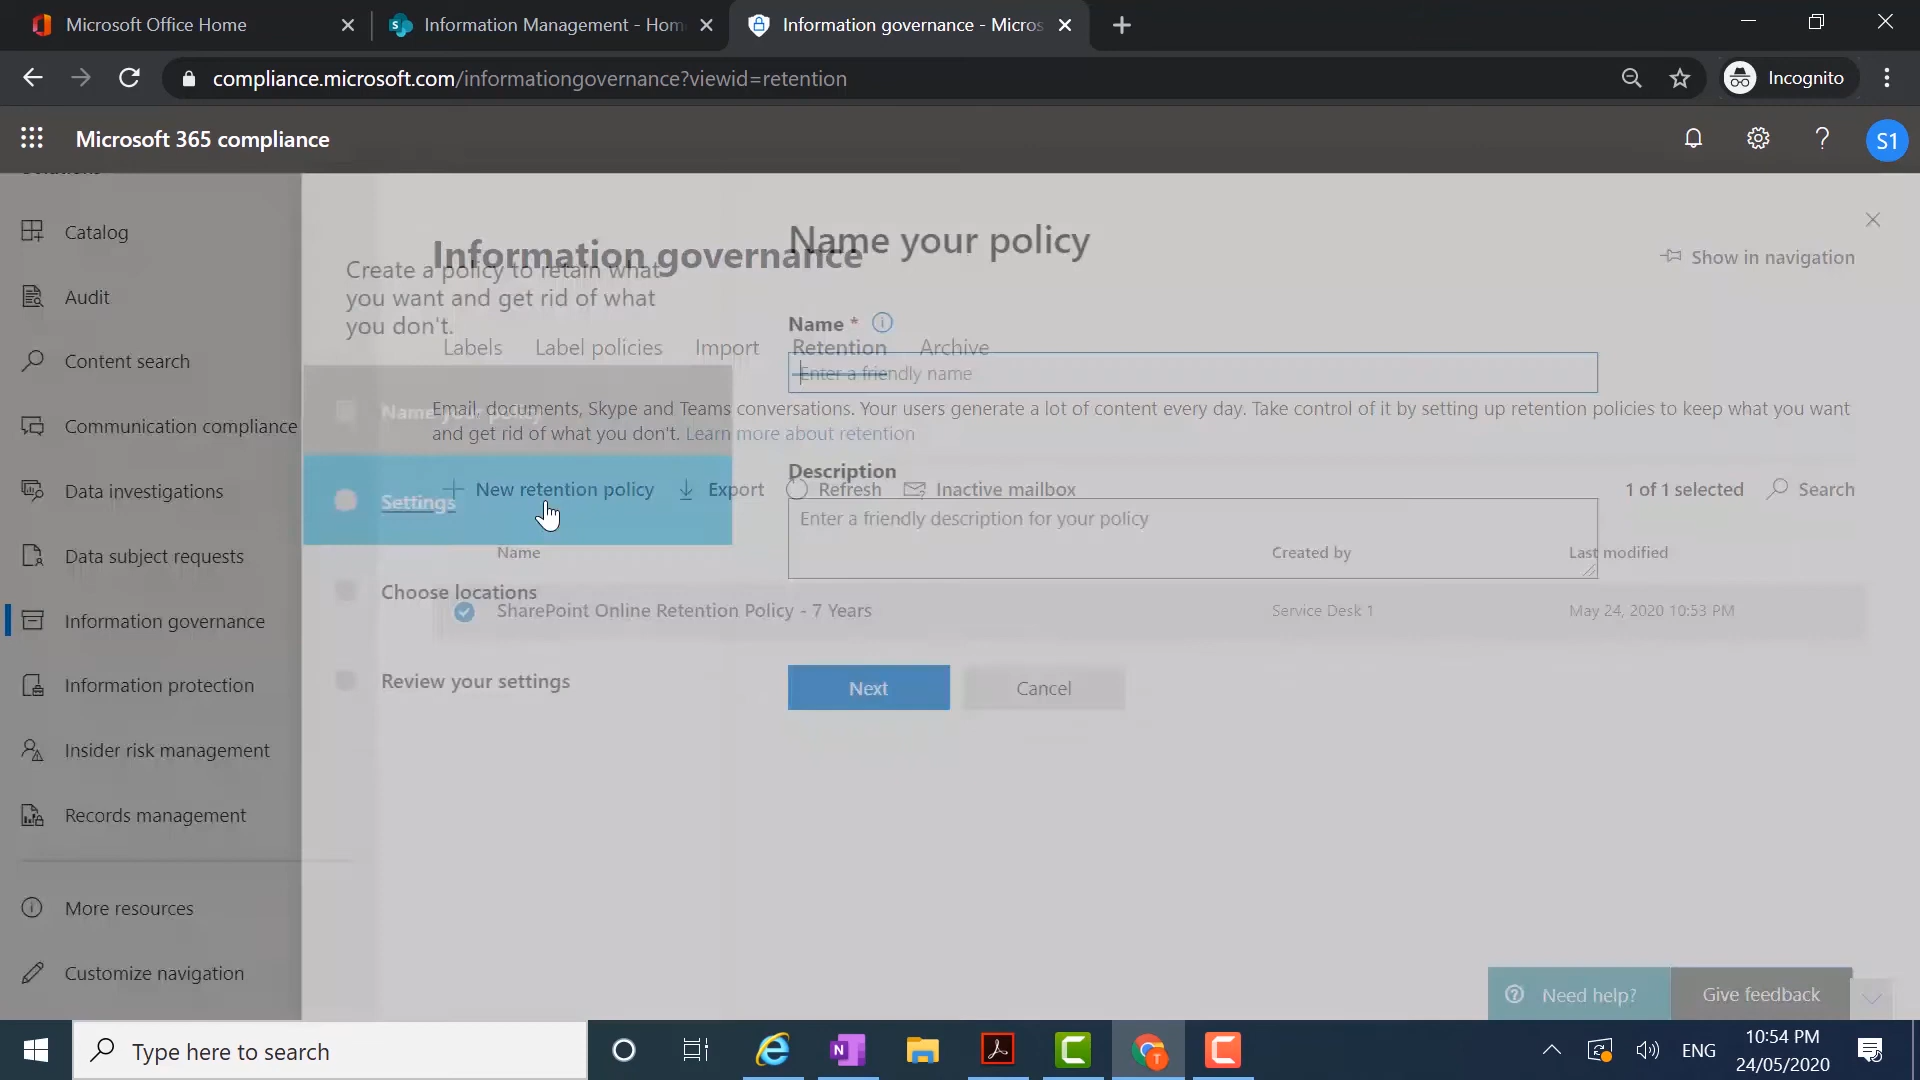 Microsoft Office Home
Information Management - Hom
Information governance - Micros
compliance.microsoft.com/informationgovernance?viewid=retention
Incognito
Microsoft 365 compliance
S1
Catalog
Audit
Content search
Communication compliance
Data investigations
Data subject requests
Information governance
Information protection
Insider risk management
Records management
More resources
Customize navigation
Information governance
Show in navigation
Labels Label policies Import Retention Archive
Email, documents, Skype and Teams conversations. Your users generate a lot of content every day. Take control of it by setting up retention policies to keep what you want
and get rid of what you don't. Learn more about retention
New retention policy Export Refresh Inactive mailbox 1 of 1 selected Search
Name Created by Last modified
SharePoint Online Retention Policy - 7 Years Service Desk 1 May 24, 2020 10:53 PM
Create a policy to retain what
you want and get rid of what
you don't.
Name your policy
Settings
Choose locations
Review your settings
Name your policy
Name *
Enter a friendly name
Description
Enter a friendly description for your policy
Next Cancel
Need help? Give feedback
Type here to search
ENG
10:54 PM
24/05/2020